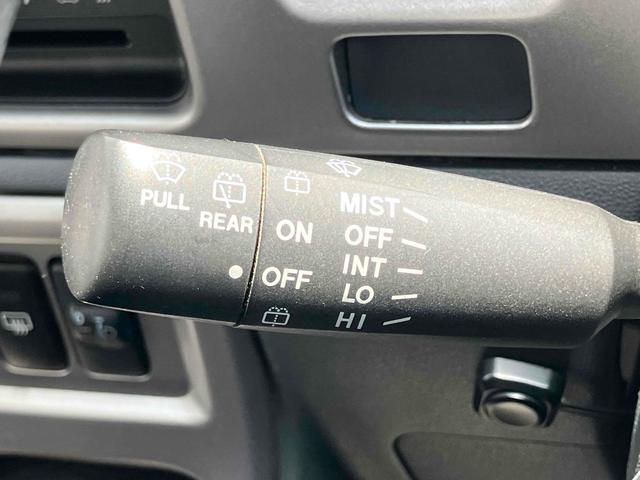 PULL
REAR
ON
OFF
MIST
OFF
INT
LO
HI